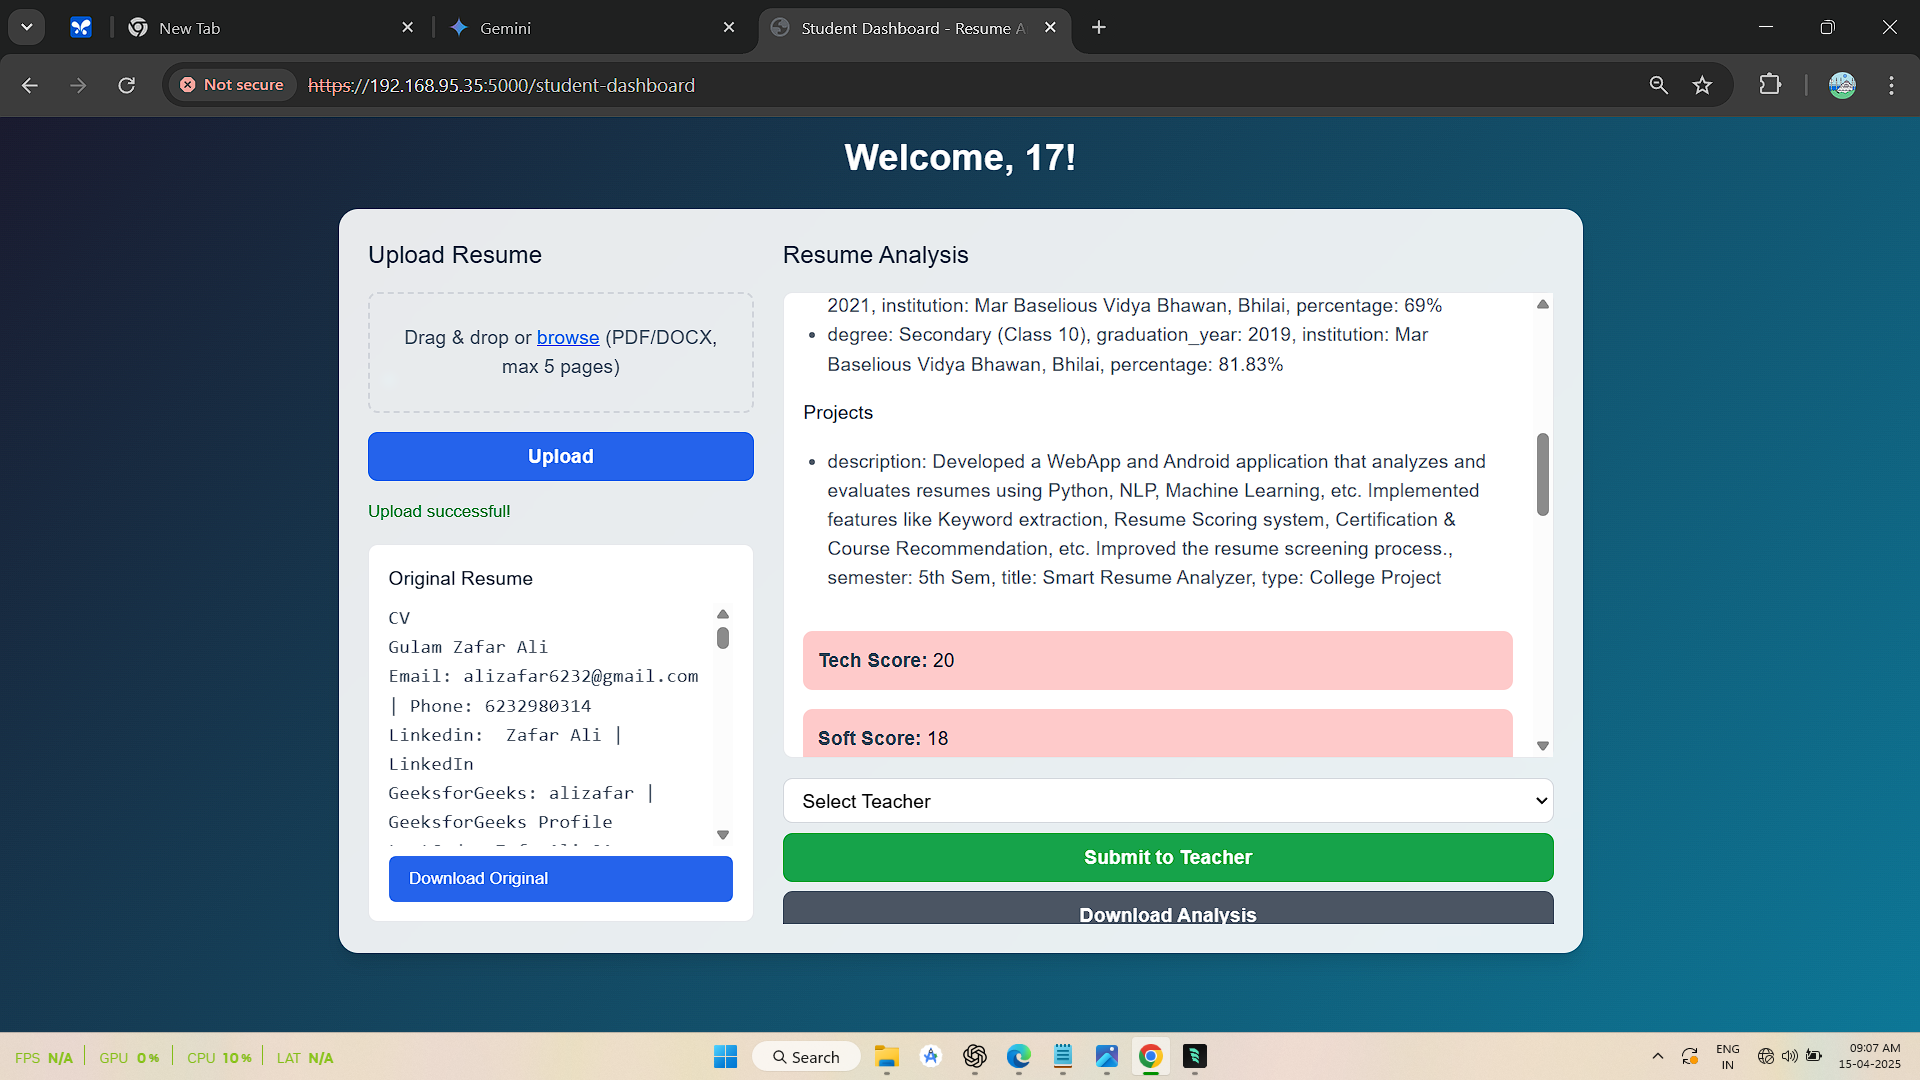 New Tab
Gemini
Student Dashboard - Resume A
Not secure
https://192.168.95.35:5000/student-dashboard
Welcome, 17!
Upload Resume
Drag & drop or browse (PDF/DOCX,
max 5 pages)
Upload
Upload successful!
Original Resume
CV
Gulam Zafar Ali
Email: alizafar6232@gmail.com
| Phone: 6232980314
Linkedin:  Zafar Ali |
LinkedIn
GeeksforGeeks: alizafar |
GeeksforGeeks Profile
Download Original
Resume Analysis
2021, institution: Mar Baselious Vidya Bhawan, Bhilai, percentage: 69%
• degree: Secondary (Class 10), graduation_year: 2019, institution: Mar
Baselious Vidya Bhawan, Bhilai, percentage: 81.83%
Projects
• description: Developed a WebApp and Android application that analyzes and
evaluates resumes using Python, NLP, Machine Learning, etc. Implemented
features like Keyword extraction, Resume Scoring system, Certification &
Course Recommendation, etc. Improved the resume screening process.,
semester: 5th Sem, title: Smart Resume Analyzer, type: College Project
Tech Score: 20
Soft Score: 18
Select Teacher
Submit to Teacher
Download Analysis
FPS N/A GPU 0% CPU 10% LAT N/A
Search
ENG
IN
09:07 AM
15-04-2025